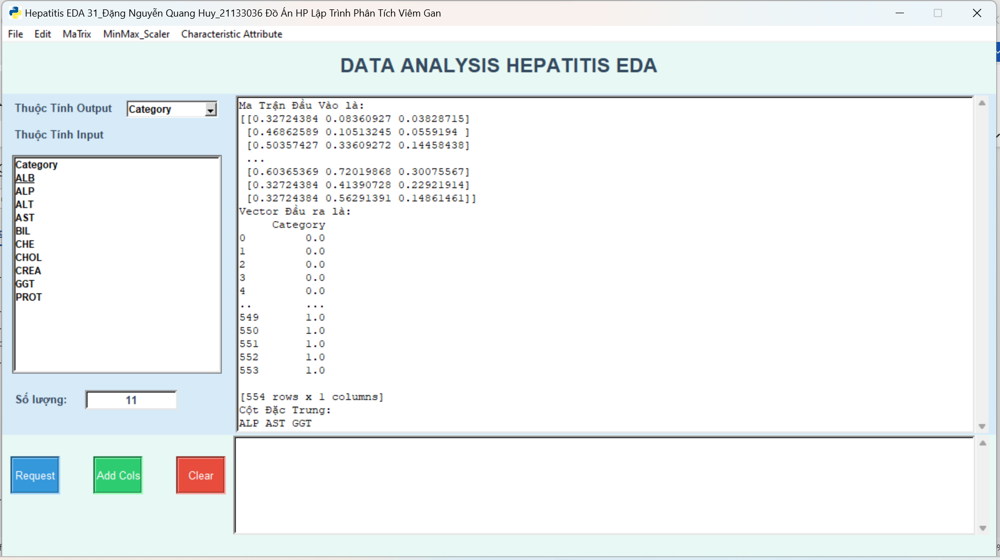 Hepatitis EDA 31_Đặng Nguyễn Quang Huy_21133036 Đồ Án HP Lập Trình Phân Tích Viêm Gan
File Edit MaTrix MinMax_Scaler Characteristic Attribute
DATA ANALYSIS HEPATITIS EDA
Thuộc Tính Output Category
Thuộc Tính Input
Category
ALB
ALP
ALT
AST
BIL
CHE
CHOL
CREA
GGT
PROT
Số lượng: 11
Request Add Cols Clear
Ma Trận Đầu Vào là:
[[0.32724384 0.08360927 0.03828715]
[0.46862589 0.10513245 0.0559194 ]
[0.50357427 0.33609272 0.14458438]
...
[0.60365369 0.72019868 0.30075567]
[0.32724384 0.41390728 0.22921914]
[0.32724384 0.56291391 0.14861461]]
Vector Đầu ra là:
Category
0 0.0
1 0.0
2 0.0
3 0.0
4 0.0
.. ...
549 1.0
550 1.0
551 1.0
552 1.0
553 1.0
[554 rows x 1 columns]
Cột Đặc Trưng:
ALP AST GGT